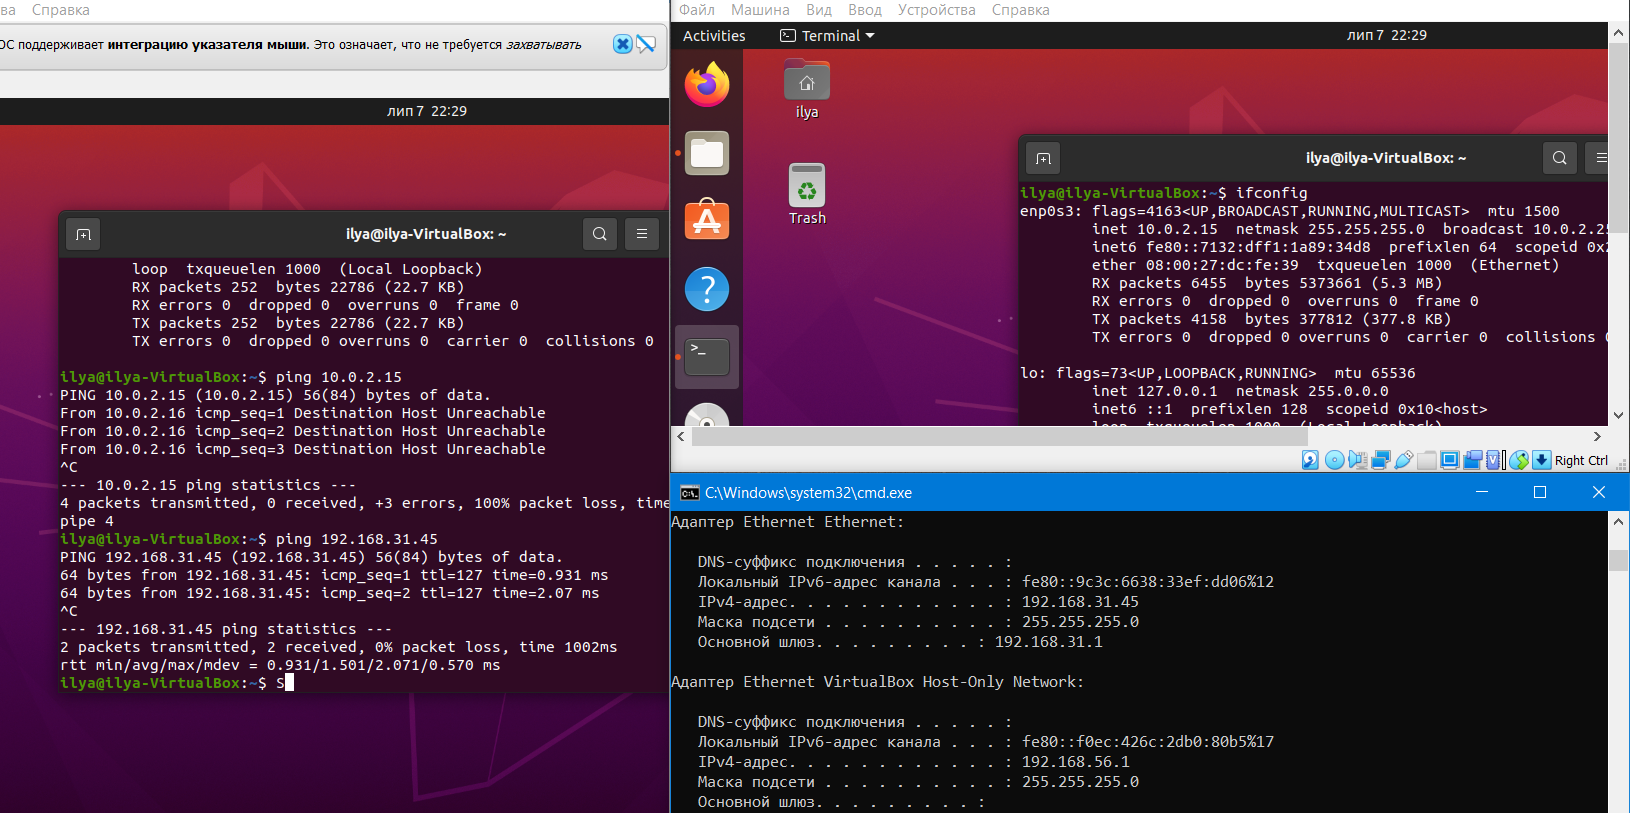 ва Справка
ОС поддерживает интеграцию указателя мыши. Это означает, что не требуется захватывать
лип 7 22:29
ilya@ilya-VirtualBox: ~
loop txqueuelen 1000 (Local Loopback)
RX packets 252 bytes 22786 (22.7 KB)
RX errors 0 dropped 0 overruns 0 frame 0
TX packets 252 bytes 22786 (22.7 KB)
TX errors 0 dropped 0 overruns 0 carrier 0 collisions 0
ilya@ilya-VirtualBox:~$ ping 10.0.2.15
PING 10.0.2.15 (10.0.2.15) 56(84) bytes of data.
From 10.0.2.16 icmp_seq=1 Destination Host Unreachable
From 10.0.2.16 icmp_seq=2 Destination Host Unreachable
From 10.0.2.16 icmp_seq=3 Destination Host Unreachable
^C
--- 10.0.2.15 ping statistics ---
4 packets transmitted, 0 received, +3 errors, 100% packet loss, time
pipe 4
ilya@ilya-VirtualBox:~$ ping 192.168.31.45
PING 192.168.31.45 (192.168.31.45) 56(84) bytes of data.
64 bytes from 192.168.31.45: icmp_seq=1 ttl=127 time=0.931 ms
64 bytes from 192.168.31.45: icmp_seq=2 ttl=127 time=2.07 ms
^C
--- 192.168.31.45 ping statistics ---
2 packets transmitted, 2 received, 0% packet loss, time 1002ms
rtt min/avg/max/mdev = 0.931/1.501/2.071/0.570 ms
ilya@ilya-VirtualBox:~$ S
Файл Машина Вид Ввод Устройства Справка
Activities Terminal лип 7 22:29
ilya
Trash
ilya@ilya-VirtualBox: ~
ilya@ilya-VirtualBox:~$ ifconfig
enp0s3: flags=4163<UP,BROADCAST,RUNNING,MULTICAST> mtu 1500
inet 10.0.2.15 netmask 255.255.255.0 broadcast 10.0.2.25
inet6 fe80::7132:dff1:1a89:34d8 prefixlen 64 scopeid 0x2
ether 08:00:27:dc:fe:39 txqueuelen 1000 (Ethernet)
RX packets 6455 bytes 5373661 (5.3 MB)
RX errors 0 dropped 0 overruns 0 frame 0
TX packets 4158 bytes 377812 (377.8 KB)
TX errors 0 dropped 0 overruns 0 carrier 0 collisions 0
lo: flags=73<UP,LOOPBACK,RUNNING> mtu 65536
inet 127.0.0.1 netmask 255.0.0.0
inet6 ::1 prefixlen 128 scopeid 0x10<host>
loop txqueuelen 1000 (Local Loopback)
Right Ctrl
C:\Windows\system32\cmd.exe
Адаптер Ethernet Ethernet:
DNS-суффикс подключения . . . . . :
Локальный IPv6-адрес канала . . . : fe80::9c3c:6638:33ef:dd06%12
IPv4-адрес. . . . . . . . . . . . : 192.168.31.45
Маска подсети . . . . . . . . . . : 255.255.255.0
Основной шлюз. . . . . . . . . : 192.168.31.1
Адаптер Ethernet VirtualBox Host-Only Network:
DNS-суффикс подключения . . . . . :
Локальный IPv6-адрес канала . . . : fe80::f0ec:426c:2db0:80b5%17
IPv4-адрес. . . . . . . . . . . . : 192.168.56.1
Маска подсети . . . . . . . . . . : 255.255.255.0
Основной шлюз. . . . . . . . . :